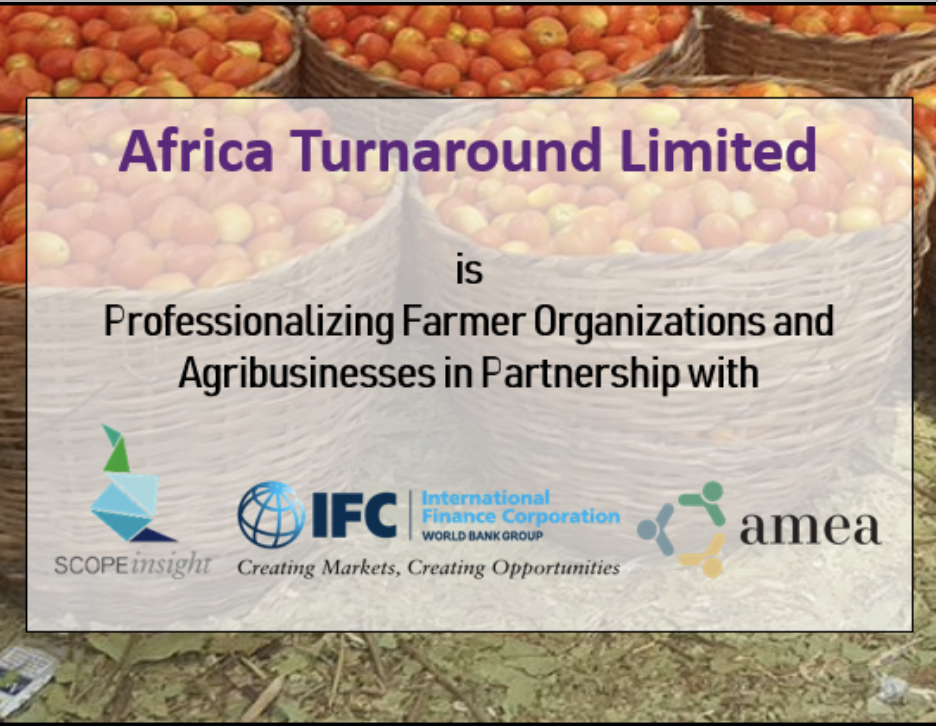 Africa Turnaround Limited
is
Professionalizing Farmer Organizations and
Agribusinesses in Partnership with
SCOPEinsight
IFC
International
Finance Corporation
WORLD BANK GROUP
Creating Markets, Creating Opportunities
amea